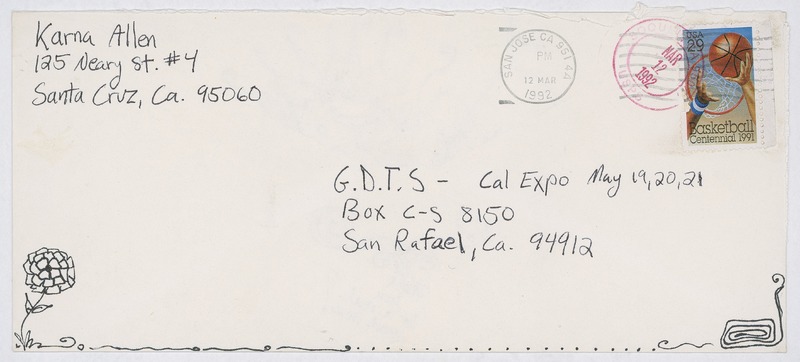 Karna Allen
125 Neary St. #4
Santa Cruz, Ca. 95060
SAN JOSE CA 951 4A
PM
12 MAR
1992
MAR
12
1992
USA
29
Basketball
Centennial 1991
G.D.T.S - Cal Expo May 19,20,21
Box C-S 8150
San Rafael, Ca. 94912